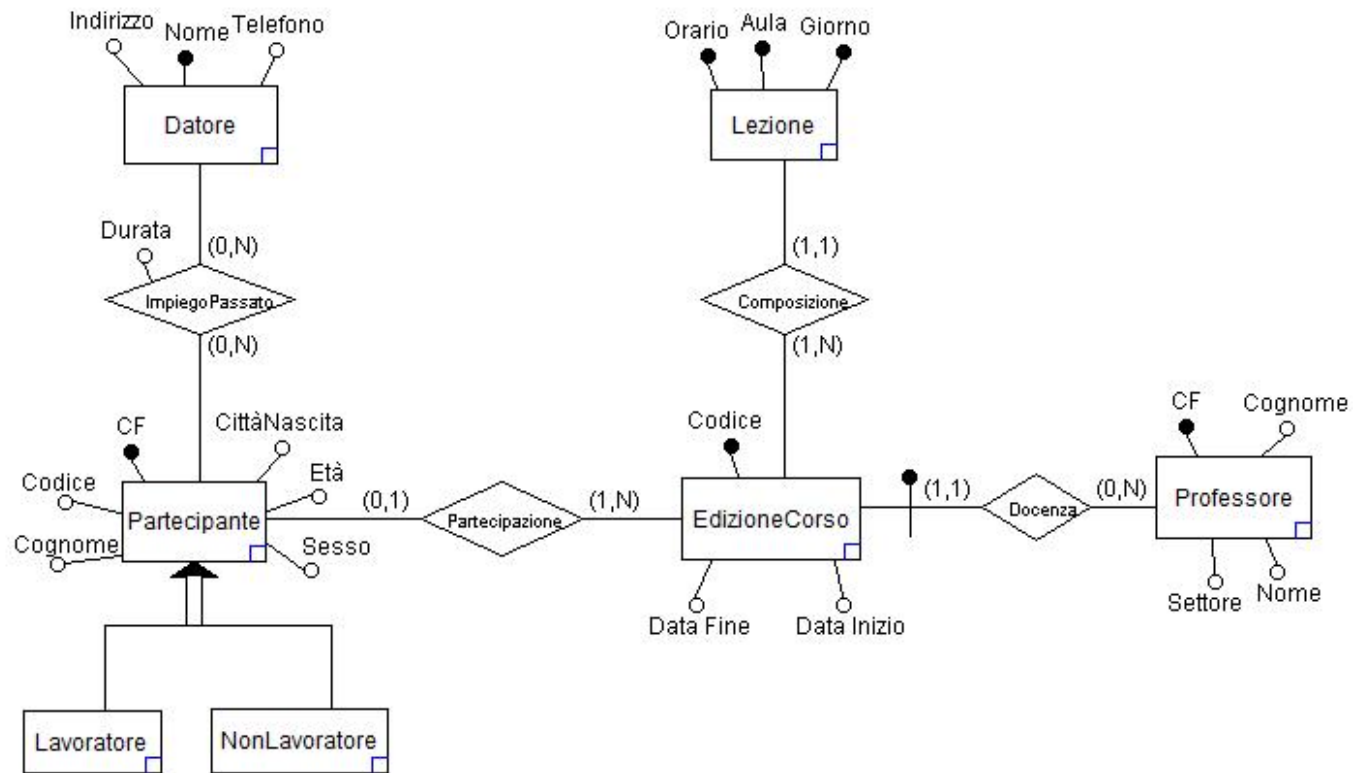 Indirizzo
Nome
Telefono
Datore
Orario
Aula
Giorno
Lezione
Durata
(0,N)
ImpiegoPassato
(0,N)
(1,1)
Composizione
(1,N)
CF
CittàNascita
Codice
Età
Partecipante
Cognome
Sesso
(0,1)
Partecipazione
(1,N)
Codice
EdizioneCorso
Data Fine
Data Inizio
(1,1)
Docenza
(0,N)
CF
Cognome
Professore
Settore
Nome
Lavoratore
NonLavoratore